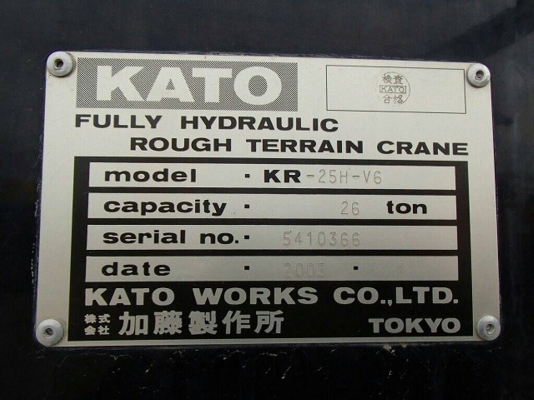 KATO
検査
KATO
合格
FULLY HYDRAULIC
ROUGH TERRAIN CRANE
model · KR-25H-V6
capacity · 26 ton
serial no. · 5410366
date · 2003 ·
KATO WORKS CO.,LTD.
株式会社 加藤製作所 TOKYO